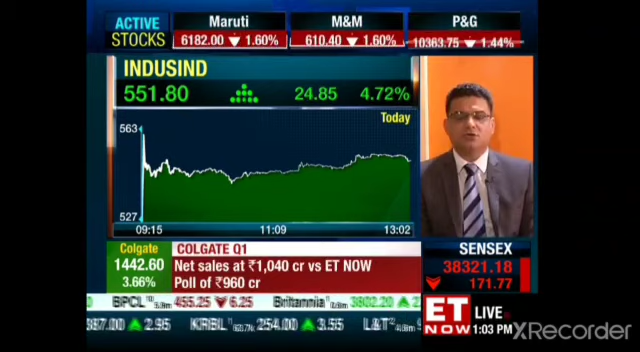 ACTIVE STOCKS
Maruti
6182.00 1.60%
M&M
610.40 1.60%
P&G
10363.75 1.44%
INDUSIND
551.80 24.85 4.72%
Today
563
527
09:15 11:09 13:02
Colgate
1442.60
3.66%
COLGATE Q1
Net sales at ₹1,040 cr vs ET NOW
Poll of ₹960 cr
SENSEX
38321.18
171.77
BPCL 455.25 6.25 Britannia 3802.20
387.00 2.95 KRBL 254.00 3.55 L&T
ET NOW
LIVE
1:03 PM
XRecorder